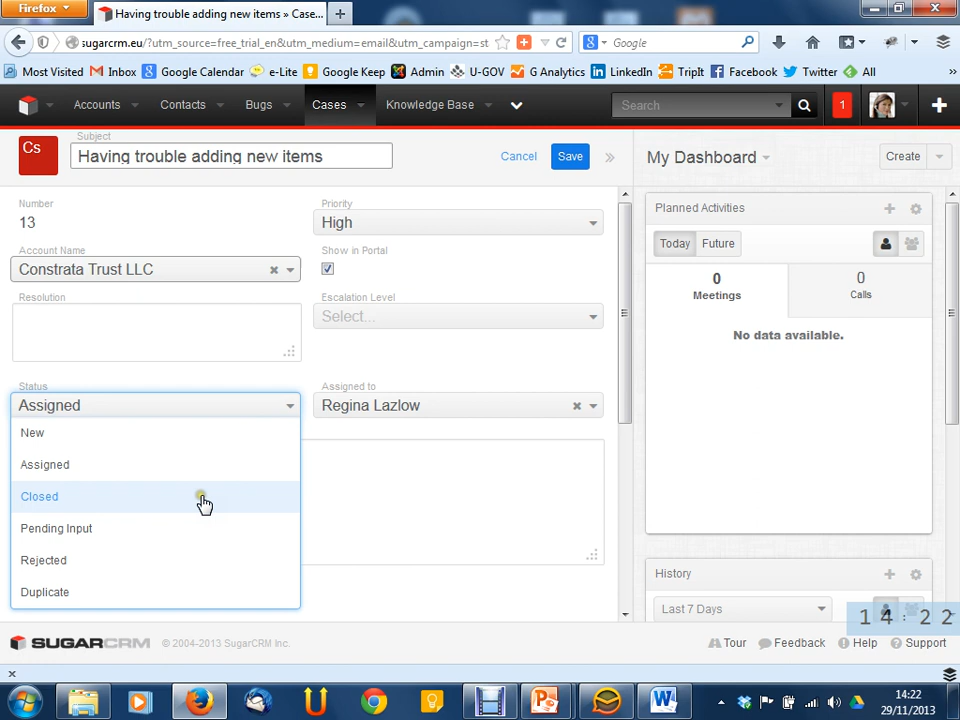 Firefox
Having trouble adding new items » Case...
sugarcrm.eu/?utm_source=free_trial_en&utm_medium=email&utm_campaign=st
Google
Most Visited
Inbox
Google Calendar
e-Lite
Google Keep
Admin
U-GOV
G Analytics
LinkedIn
TripIt
Facebook
Twitter
All
Accounts
Contacts
Bugs
Cases
Knowledge Base
Search
1
Cs
Subject
Having trouble adding new items
Cancel
Save
My Dashboard
Create
Number
13
Priority
High
Account Name
Constrata Trust LLC
Show in Portal
Resolution
Escalation Level
Select...
Status
Assigned
Assigned to
Regina Lazlow
New
Assigned
Closed
Pending Input
Rejected
Duplicate
Planned Activities
Today
Future
0
Meetings
0
Calls
No data available.
History
Last 7 Days
14:22
SUGARCRM
© 2004-2013 SugarCRM Inc.
Tour
Feedback
Help
Support
14:22
29/11/2013